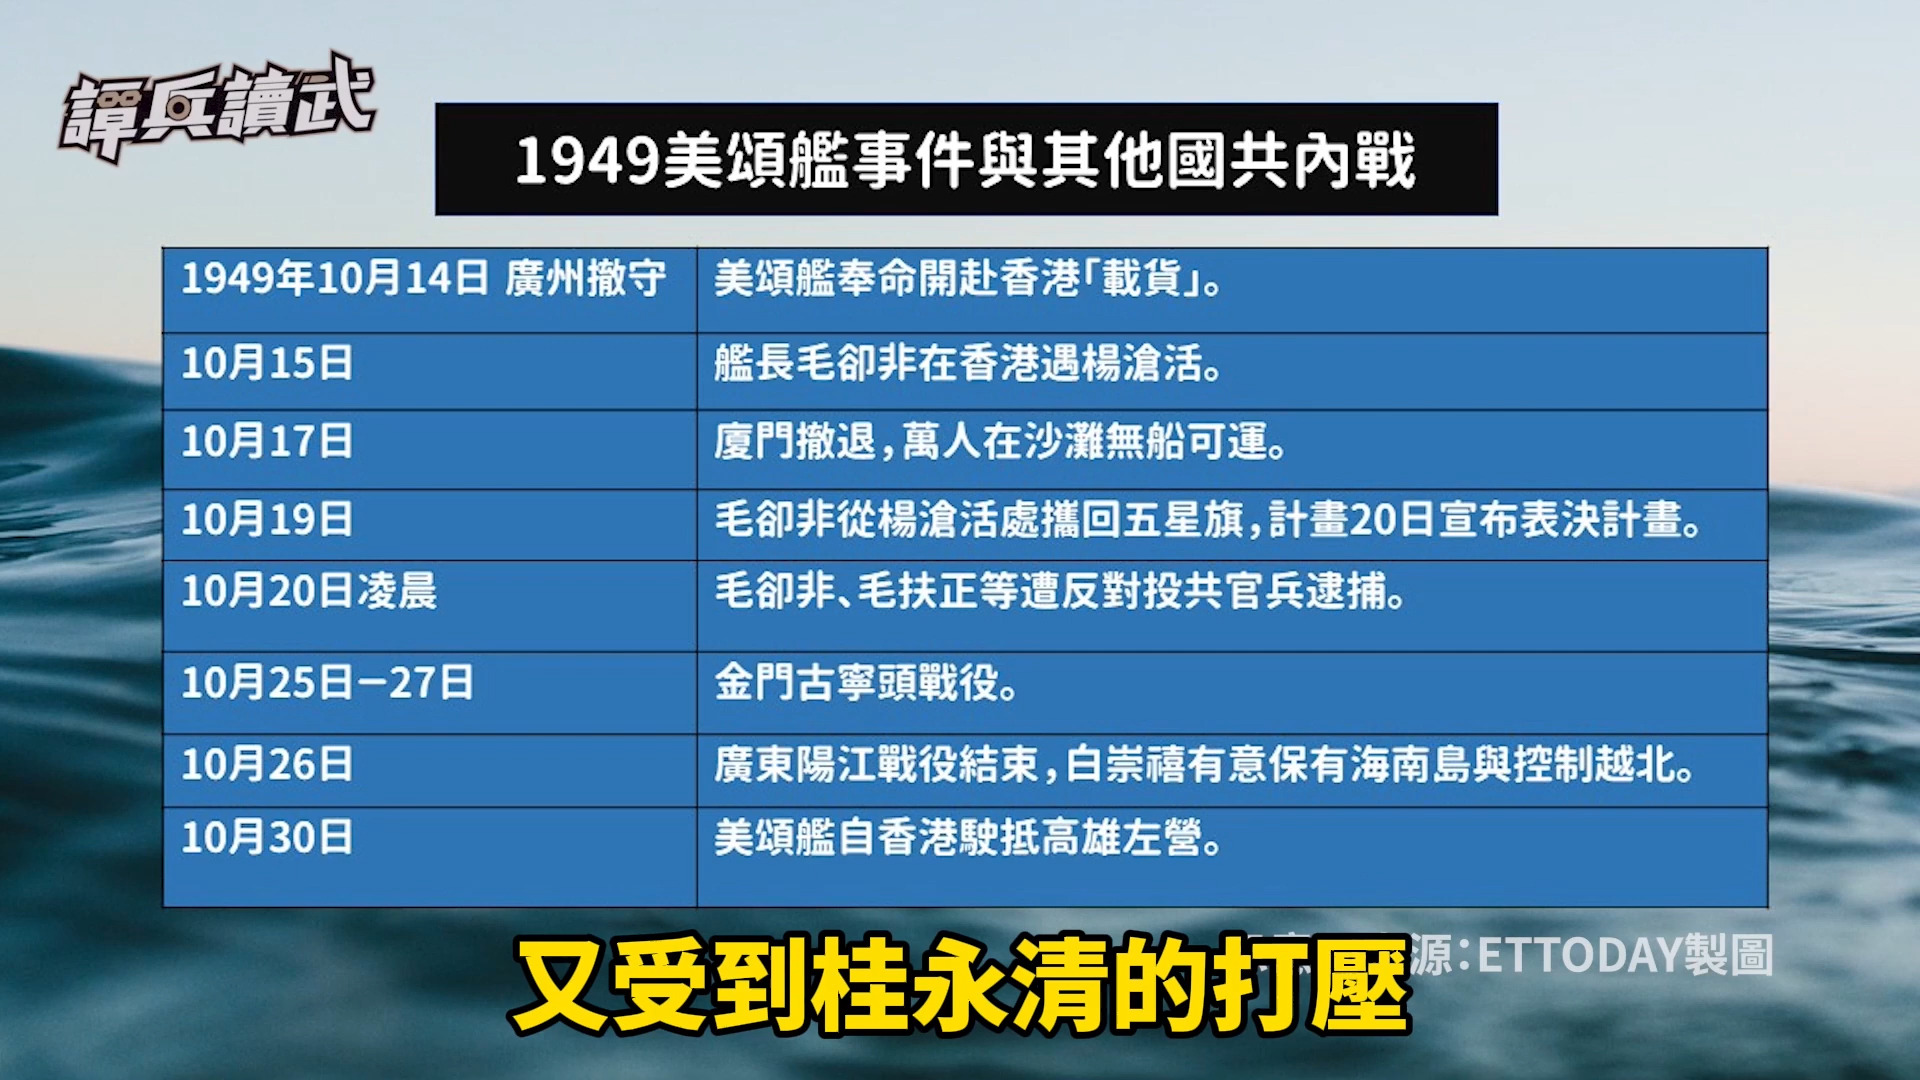 譚兵讀武
1949美頌艦事件與其他國共內戰
1949年10月14日 廣州撤守
美頌艦奉命開赴香港「載貨」。
10月15日
艦長毛卻非在香港遇楊滄活。
10月17日
廈門撤退，萬人在沙灘無船可運。
10月19日
毛卻非從楊滄活處攜回五星旗，計畫20日宣布表決計畫。
10月20日凌晨
毛卻非、毛扶正等遭反對投共官兵逮捕。
10月25日－27日
金門古寧頭戰役。
10月26日
廣東陽江戰役結束，白崇禧有意保有海南島與控制越北。
10月30日
美頌艦自香港駛抵高雄左營。
源：ETTODAY製圖
又受到桂永清的打壓